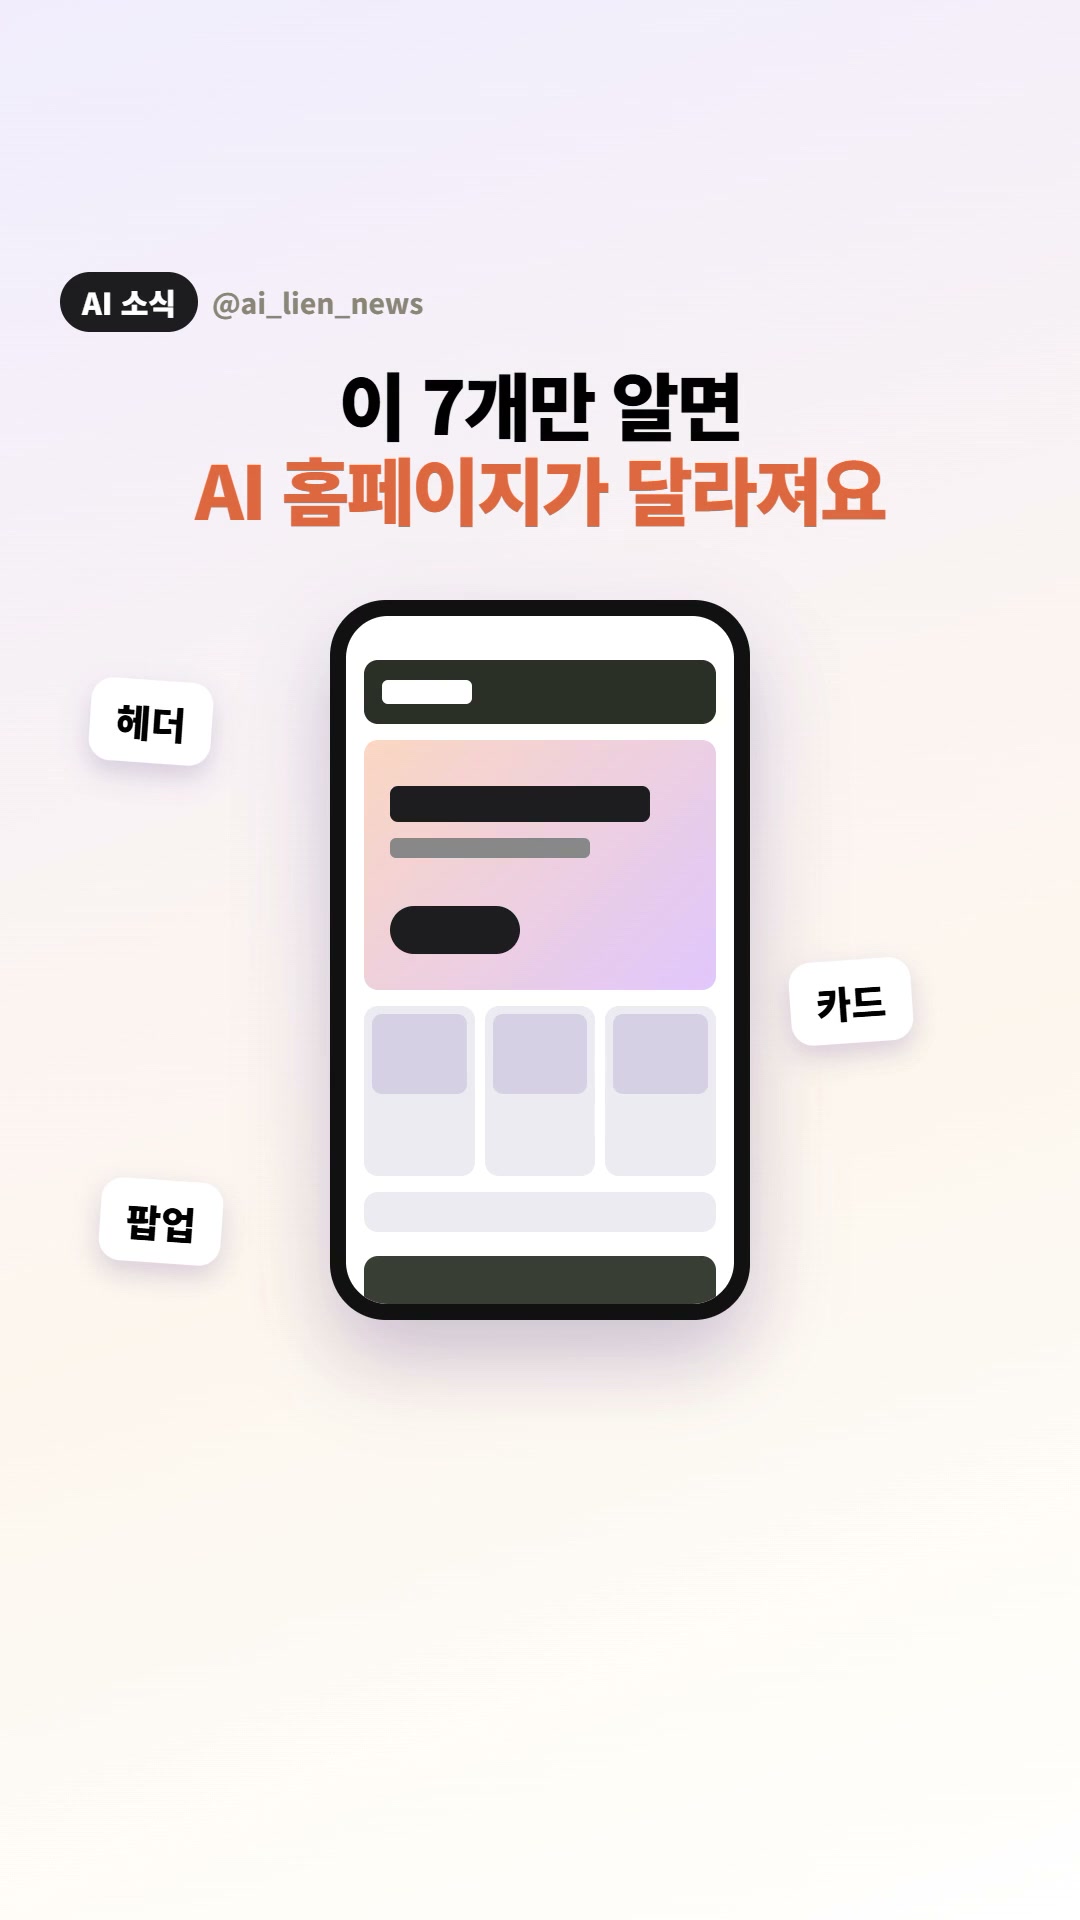 AI 소식 @ai_lien_news
이 7개만 알면
AI 홈페이지가 달라져요
헤더
카드
팝업